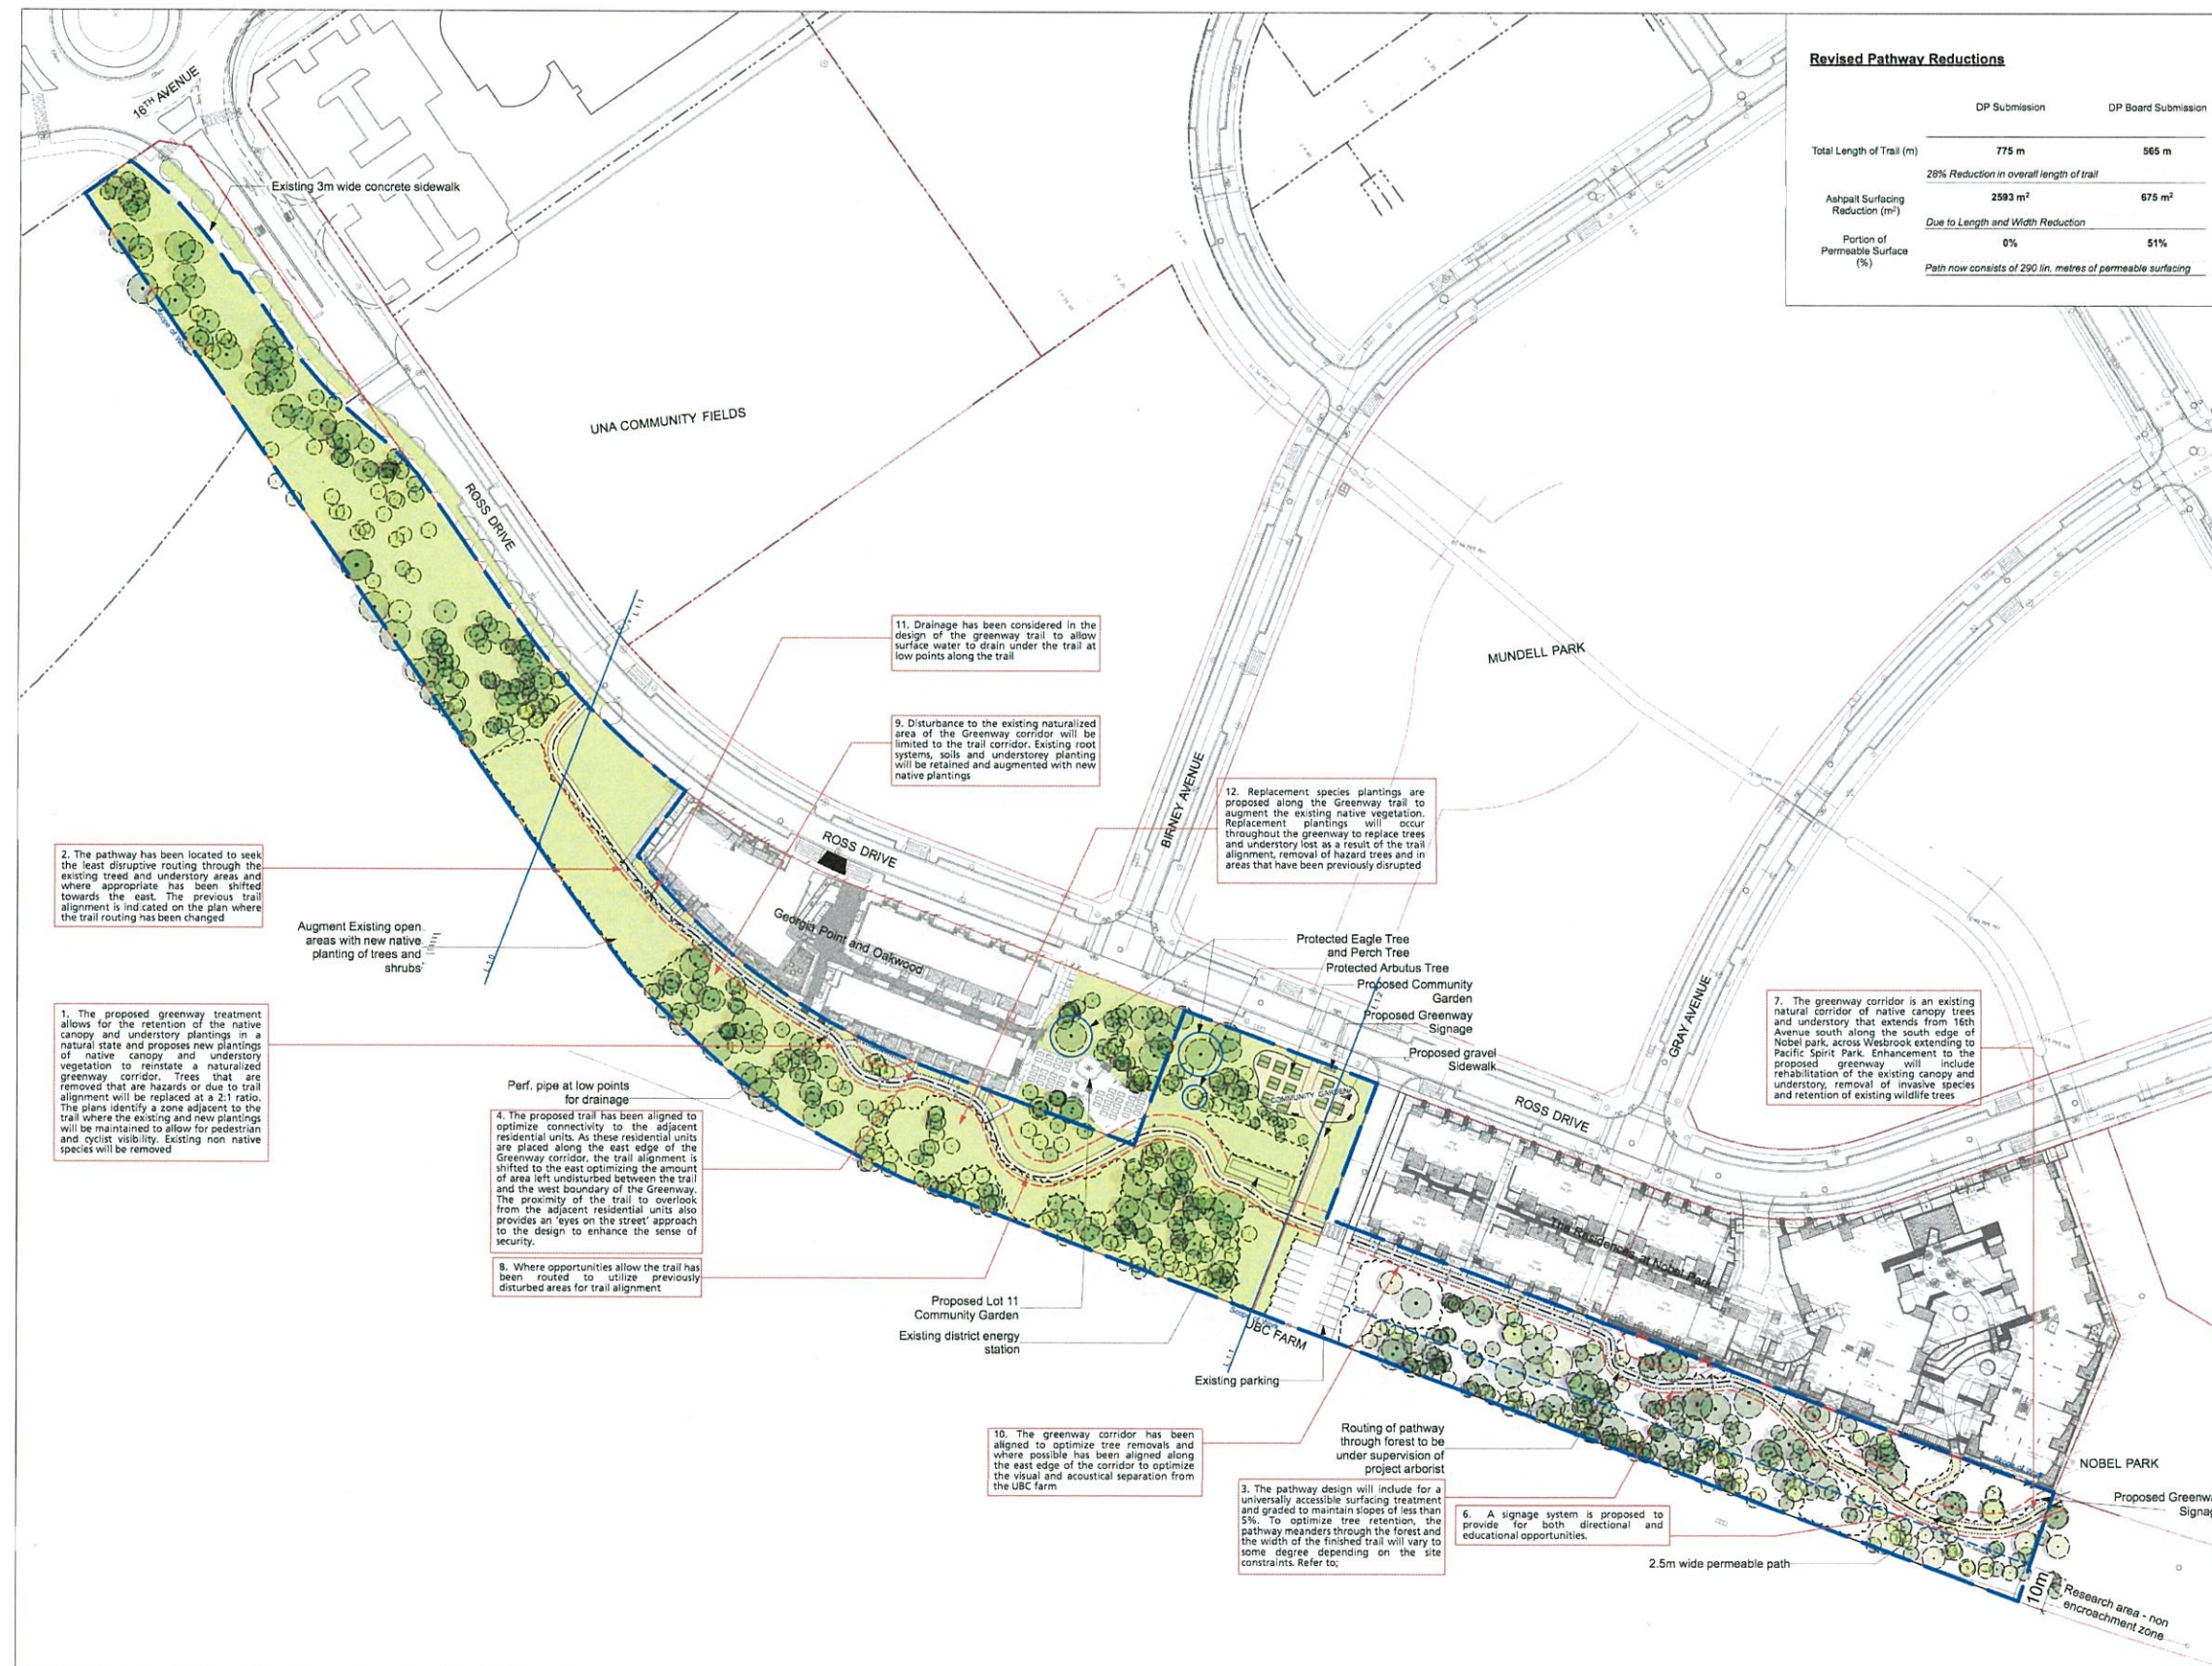 Revised Pathway Reductions
DP Submission DP Board Submission
Total Length of Trail (m) 775 m 565 m
28% Reduction in overall length of trail
Ashpalt Surfacing
Reduction (m²)
2593 m² 675 m²
Due to Length and Width Reduction
Portion of
Permeable Surface
(%)
0% 51%
Path now consists of 290 lin. metres of permeable surfacing
16TH AVENUE
Existing 3m wide concrete sidewalk
Scope of Work
UNA COMMUNITY FIELDS
ROSS DRIVE
L1.1
11. Drainage has been considered in the
design of the greenway trail to allow
surface water to drain under the trail at
low points along the trail
MUNDELL PARK
9. Disturbance to the existing naturalized
area of the Greenway corridor will be
limited to the trail corridor. Existing root
systems, soils and understorey planting
will be retained and augmented with new
native plantings
BIRNEY AVENUE
12. Replacement species plantings are
proposed along the Greenway trail to
augment the existing native vegetation.
Replacement plantings will occur
throughout the greenway to replace trees
and understory lost as a result of the trail
alignment, removal of hazard trees and in
areas that have been previously disrupted
ROSS DRIVE
2. The pathway has been located to seek
the least disruptive routing through the
existing treed and understory areas and
where appropriate has been shifted
towards the east. The previous trail
alignment is indicated on the plan where
the trail routing has been changed
Augment Existing open
areas with new native
planting of trees and
shrubs
L1.0
Georgia Point and Oakwood
Protected Eagle Tree
and Perch Tree
Protected Arbutus Tree
Proposed Community
Garden
L1.2
Proposed Greenway
Signage
Proposed gravel
Sidewalk
GRAY AVENUE
7. The greenway corridor is an existing
natural corridor of native canopy trees
and understory that extends from 16th
Avenue south along the south edge of
Nobel park, across Wesbrook extending to
Pacific Spirit Park. Enhancement to the
proposed greenway will include
rehabilitation of the existing canopy and
understory, removal of invasive species
and retention of existing wildlife trees
1. The proposed greenway treatment
allows for the retention of the native
canopy and understory plantings in a
natural state and proposes new plantings
of native canopy and understory
vegetation to reinstate a naturalized
greenway corridor. Trees that are
removed that are hazards or due to trail
alignment will be replaced at a 2:1 ratio.
The plans identify a zone adjacent to the
trail where the existing and new plantings
will be maintained to allow for pedestrian
and cyclist visibility. Existing non native
species will be removed
Perf. pipe at low points
for drainage
COMMUNITY GARDEN
ROSS DRIVE
4. The proposed trail has been aligned to
optimize connectivity to the adjacent
residential units. As these residential units
are placed along the east edge of the
Greenway corridor, the trail alignment is
shifted to the east optimizing the amount
of area left undisturbed between the trail
and the west boundary of the Greenway.
The proximity of the trail to overlook
from the adjacent residential units also
provides an 'eyes on the street' approach
to the design to enhance the sense of
security.
8. Where opportunities allow the trail has
been routed to utilize previously
disturbed areas for trail alignment
The Residences at Nobel Park
Proposed Lot 11
Community Garden
Existing district energy
station
UBC FARM
L1.1
Existing parking
10. The greenway corridor has been
aligned to optimize tree removals and
where possible has been aligned along
the east edge of the corridor to optimize
the visual and acoustical separation from
the UBC farm
Routing of pathway
through forest to be
under supervision of
project arborist
3. The pathway design will include for a
universally accessible surfacing treatment
and graded to maintain slopes of less than
5%. To optimize tree retention, the
pathway meanders through the forest and
the width of the finished trail will vary to
some degree depending on the site
constraints. Refer to;
6. A signage system is proposed to
provide for both directional and
educational opportunities.
2.5m wide permeable path
Scope of Work
NOBEL PARK
Proposed Greenwa
Signag
10m
Research area - non
encroachment zone